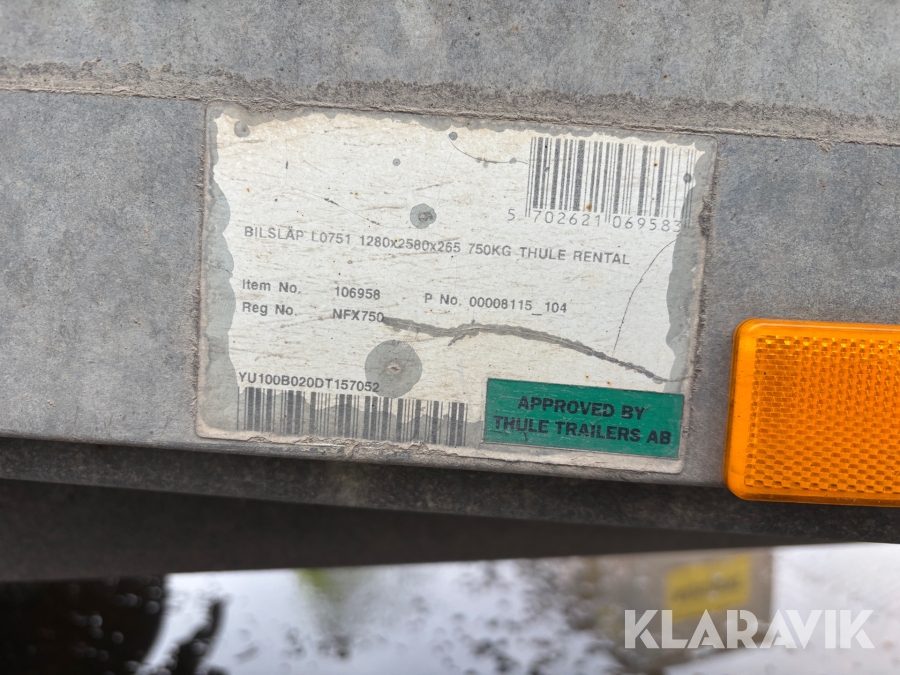 5 702621 069583
BILSLÄP L0751 1280x2580x265 750KG THULE RENTAL
Item No. 106958 P No. 00008115_104
Reg No. NFX750
YU100B020DT157052
APPROVED BY
THULE TRAILERS AB
KLARAVIK